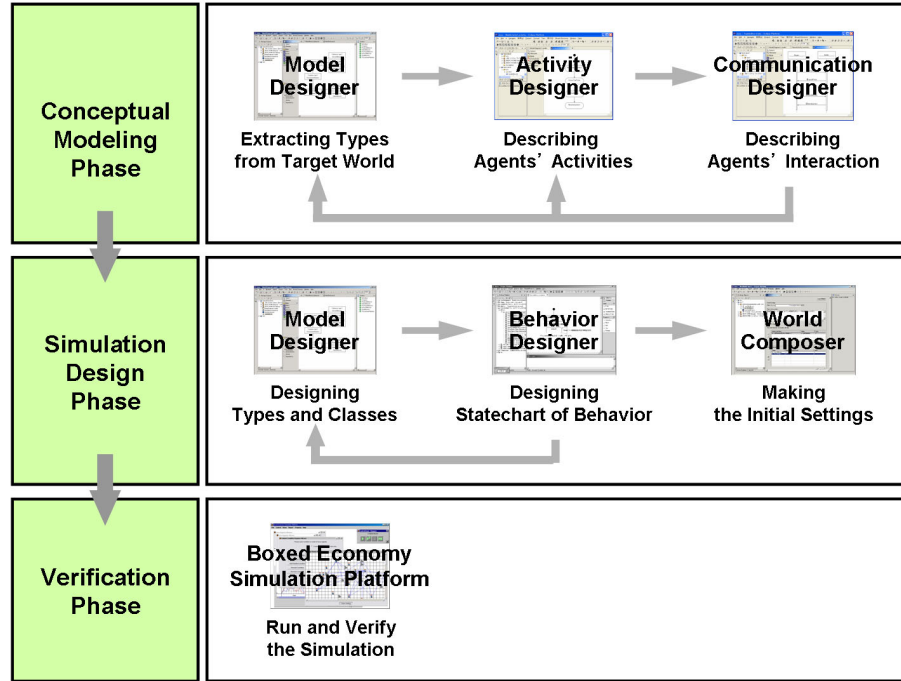 Conceptual
Modeling
Phase
Model
Designer
Extracting Types
from Target World
Activity
Designer
Describing
Agents' Activities
Communication
Designer
Describing
Agents' Interaction
Simulation
Design
Phase
Model
Designer
Designing
Types and Classes
Behavior
Designer
Designing
Statechart of Behavior
World
Composer
Making
the Initial Settings
Verification
Phase
Boxed Economy
Simulation Platform
Run and Verify
the Simulation